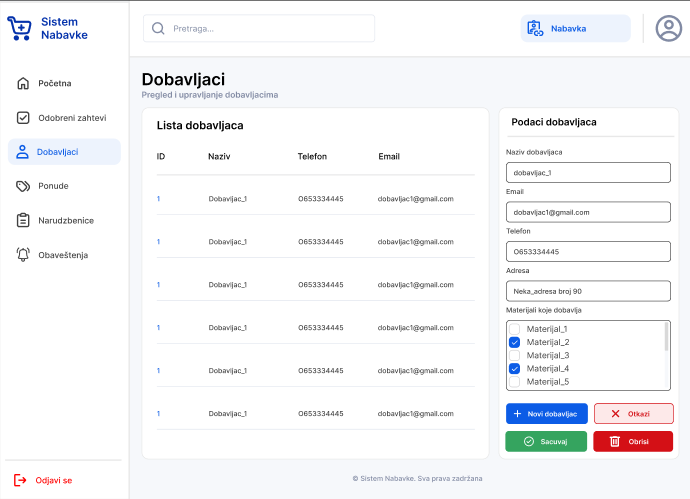 Sistem
Nabavke
Pretraga...
Nabavka
Početna
Odobreni zahtevi
Dobavljaci
Ponude
Narudzbenice
Obaveštenja
Odjavi se
Dobavljaci
Pregled i upravljanje dobavljacima
Lista dobavljaca
ID Naziv Telefon Email
1 Dobavljac_1 O653334445 dobavljac1@gmail.com
1 Dobavljac_1 O653334445 dobavljac1@gmail.com
1 Dobavljac_1 O653334445 dobavljac1@gmail.com
1 Dobavljac_1 O653334445 dobavljac1@gmail.com
1 Dobavljac_1 O653334445 dobavljac1@gmail.com
1 Dobavljac_1 O653334445 dobavljac1@gmail.com
Podaci dobavljaca
Naziv dobavljaca
dobavljac_1
Email
dobavljac1@gmail.com
Telefon
O653334445
Adresa
Neka_adresa broj 90
Materijali koje dobavlja
Materijal_1
Materijal_2
Materijal_3
Materijal_4
Materijal_5
Novi dobavljac
Otkazi
Sacuvaj
Obrisi
© Sistem Nabavke. Sva prava zadržana